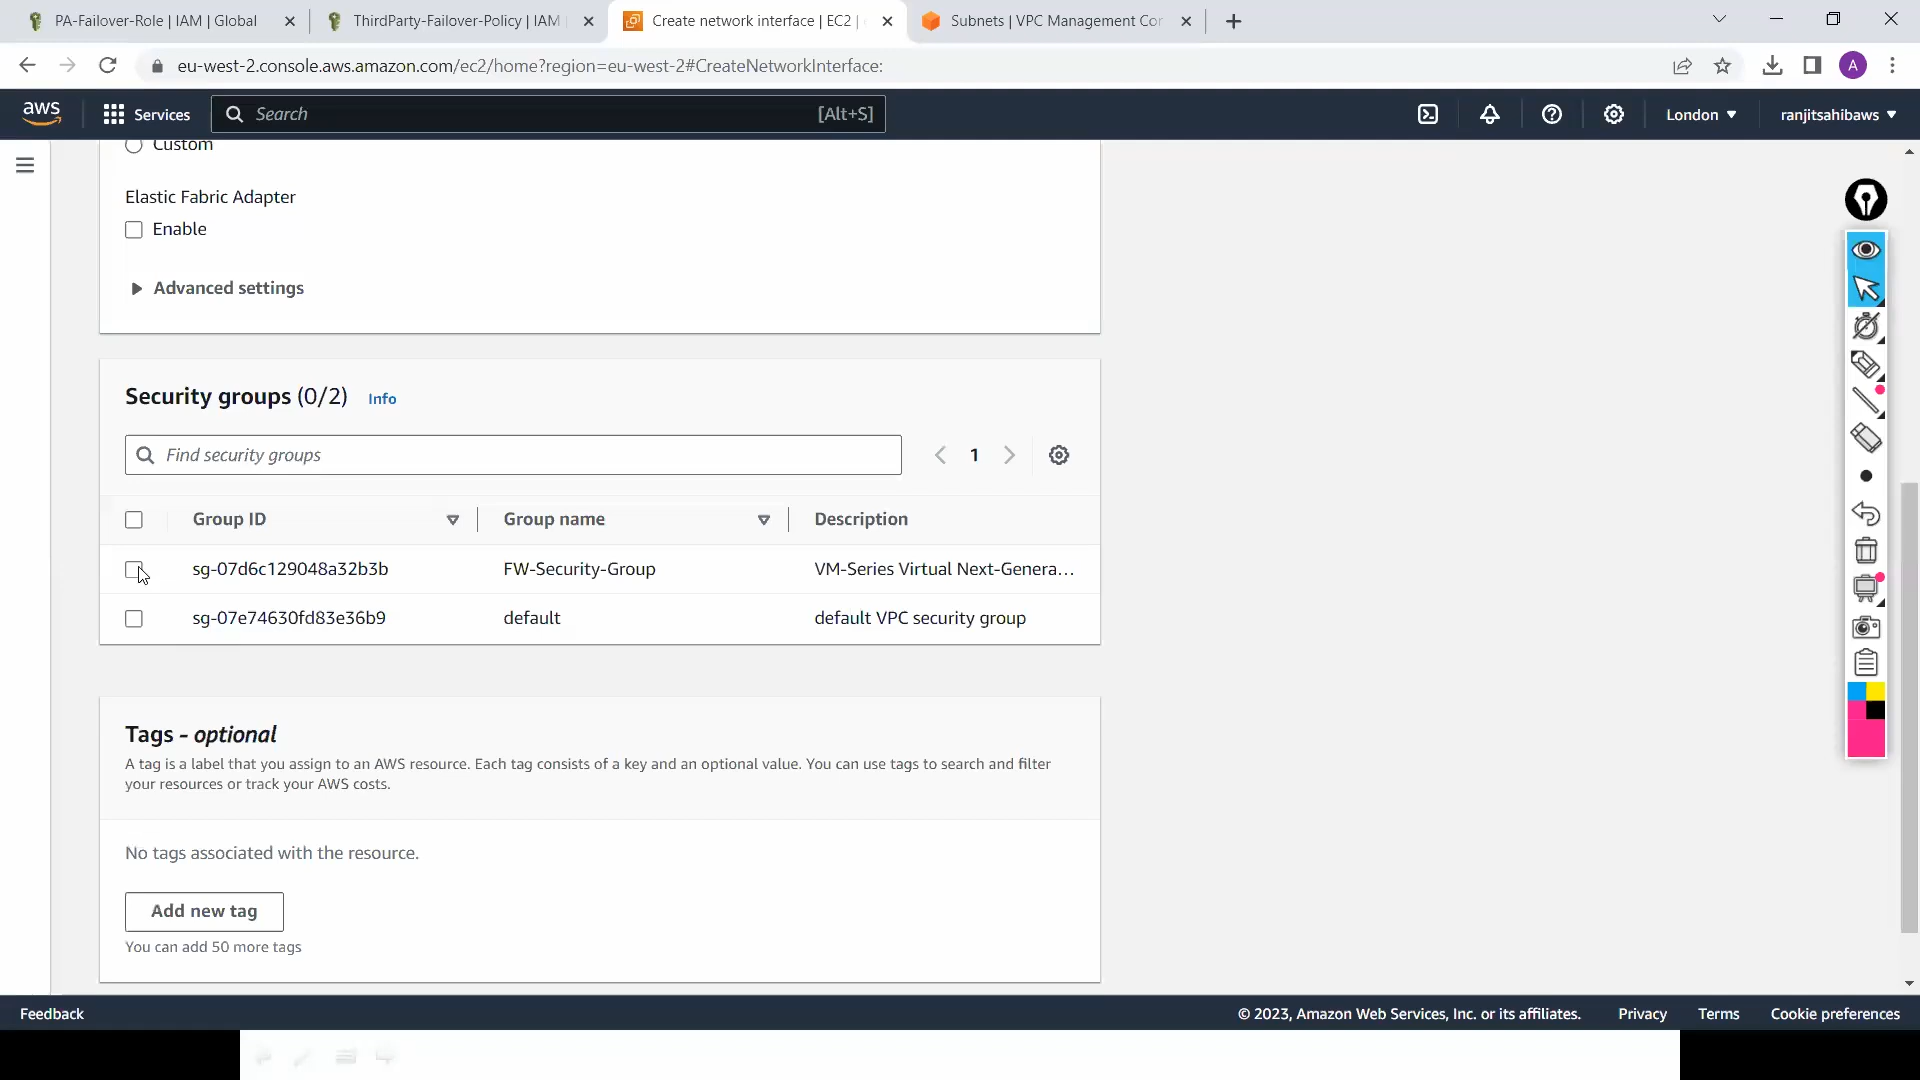 PA-Failover-Role | IAM | Global
ThirdParty-Failover-Policy | IAM
Create network interface | EC2 |
Subnets | VPC Management Cor
eu-west-2.console.aws.amazon.com/ec2/home?region=eu-west-2#CreateNetworkInterface:
A
aws
Services
Search
[Alt+S]
London
ranjitsahibaws
Custom
Elastic Fabric Adapter
Enable
Advanced settings
Security groups (0/2)
Info
Find security groups
1
Group ID
Group name
Description
sg-07d6c129048a32b3b
FW-Security-Group
VM-Series Virtual Next-Genera...
sg-07e74630fd83e36b9
default
default VPC security group
Tags - optional
A tag is a label that you assign to an AWS resource. Each tag consists of a key and an optional value. You can use tags to search and filter
your resources or track your AWS costs.
No tags associated with the resource.
Add new tag
You can add 50 more tags
Feedback
© 2023, Amazon Web Services, Inc. or its affiliates.
Privacy
Terms
Cookie preferences